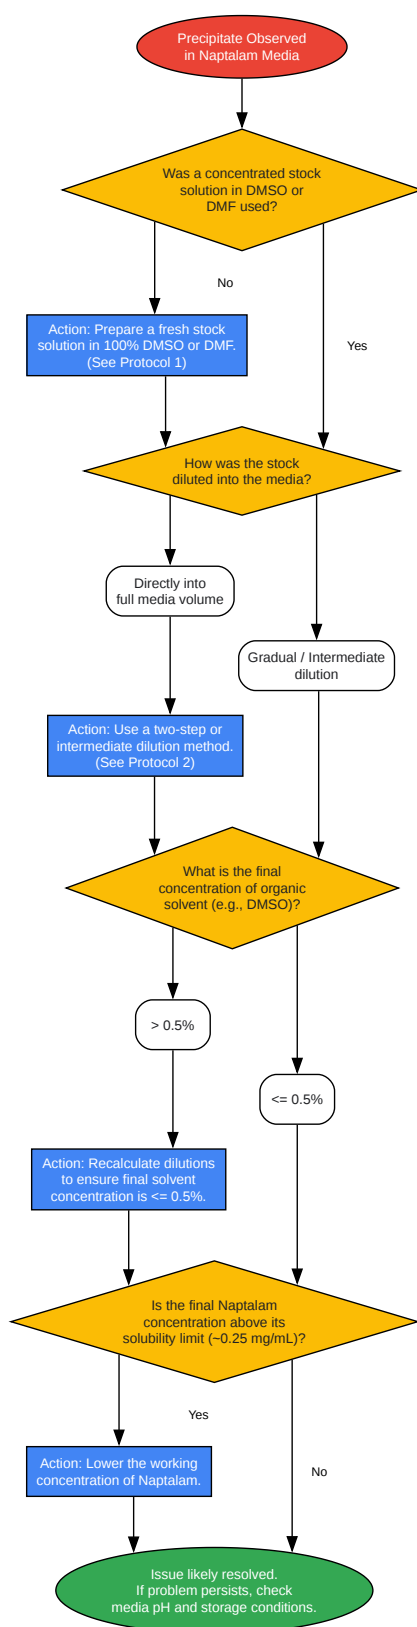 Precipitate Observed
in Naptalam Media
Was a concentrated stock
solution in DMSO or
DMF used?
No
Yes
Action: Prepare a fresh stock
solution in 100% DMSO or DMF.
(See Protocol 1)
How was the stock
diluted into the media?
Directly into
full media volume
Gradual / Intermediate
dilution
Action: Use a two-step or
intermediate dilution method.
(See Protocol 2)
What is the final
concentration of organic
solvent (e.g., DMSO)?
> 0.5%
<= 0.5%
Action: Recalculate dilutions
to ensure final solvent
concentration is <= 0.5%.
Is the final Naptalam
concentration above its
solubility limit (~0.25 mg/mL)?
Yes
No
Action: Lower the working
concentration of Naptalam.
Issue likely resolved.
If problem persists, check
media pH and storage conditions.